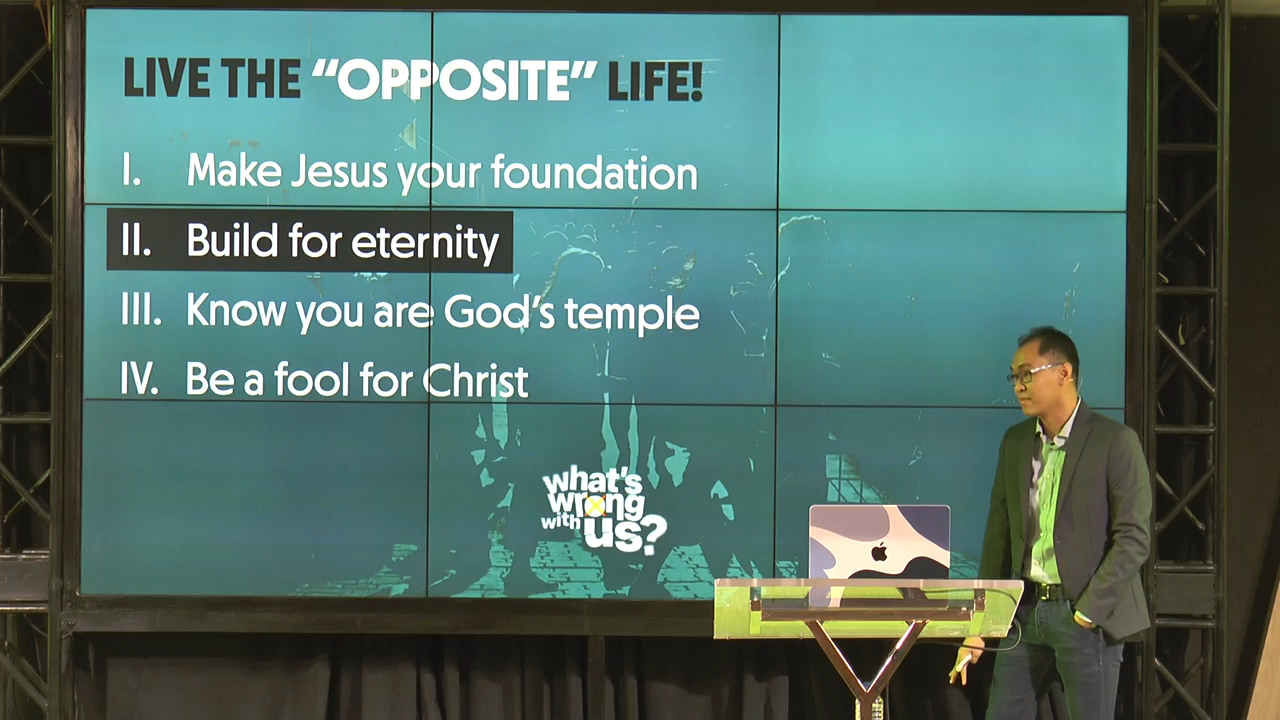 LIVE THE “OPPOSITE” LIFE!
I. Make Jesus your foundation
II. Build for eternity
III. Know you are God’s temple
IV. Be a fool for Christ
what’s
wrong
with us?